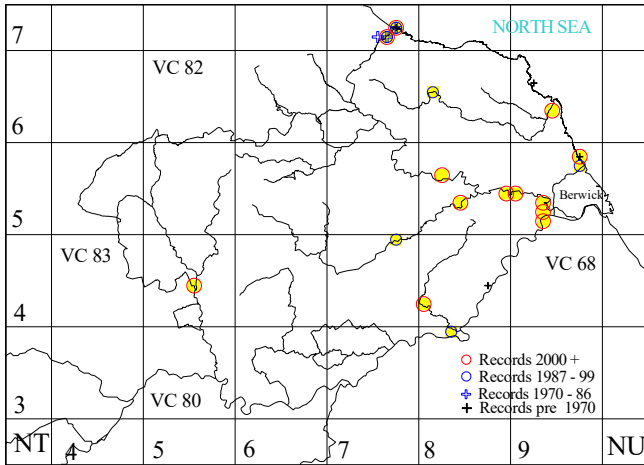 7
NORTH SEA
VC 82
6
Berwick
5
VC 83
VC 68
4
Records 2000 +
Records 1987 - 99
Records 1970 - 86
Records pre 1970
VC 80
3
NT 4 5 6 7 8 9 NU